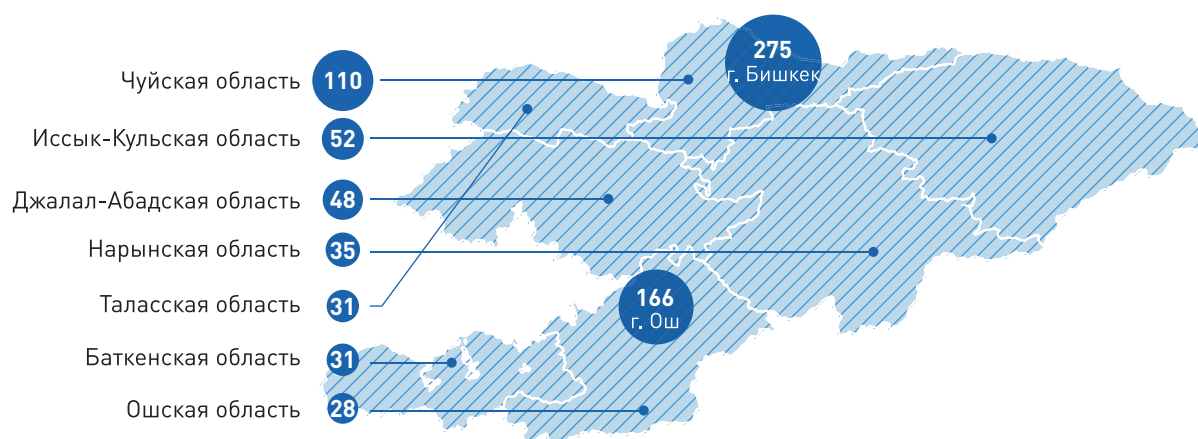 275
г. Бишкек
Чуйская область 110
Иссык-Кульская область 52
Джалал-Абадская область 48
Нарынская область 35
166
г. Ош
Таласская область 31
Баткенская область 31
Ошская область 28